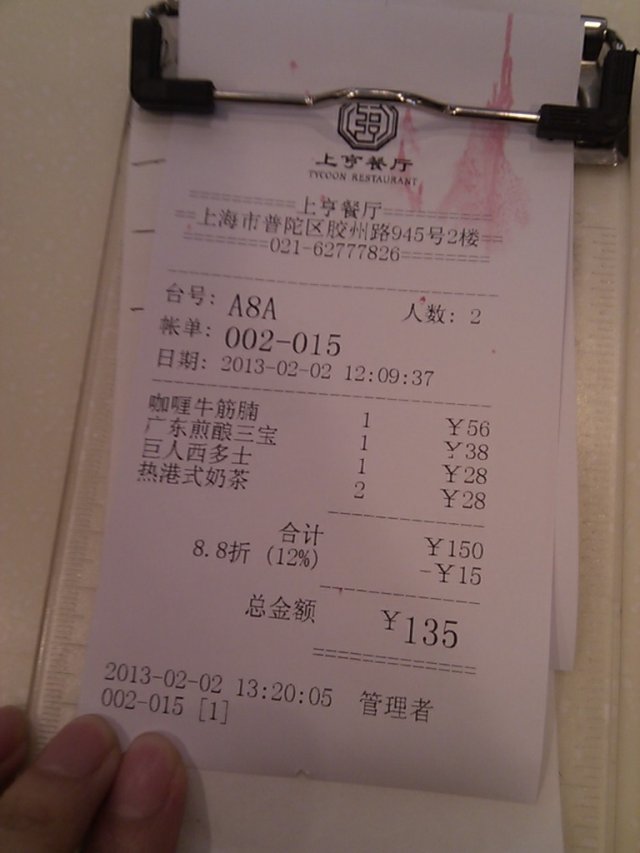 上亨餐厅
TYCOON RESTAURANT
==========上亨餐厅==========
==上海市普陀区胶州路945号2楼==
========021-62777826========
台号: A8A 人数: 2
帐单: 002-015
日期: 2013-02-02 12:09:37
咖喱牛筋腩 1 ¥56
广东煎酿三宝 1 ¥38
巨人西多士 1 ¥28
热港式奶茶 2 ¥28
合计 ¥150
8.8折 (12%) -¥15
总金额 ¥135
2013-02-02 13:20:05 管理者
002-015 [1]